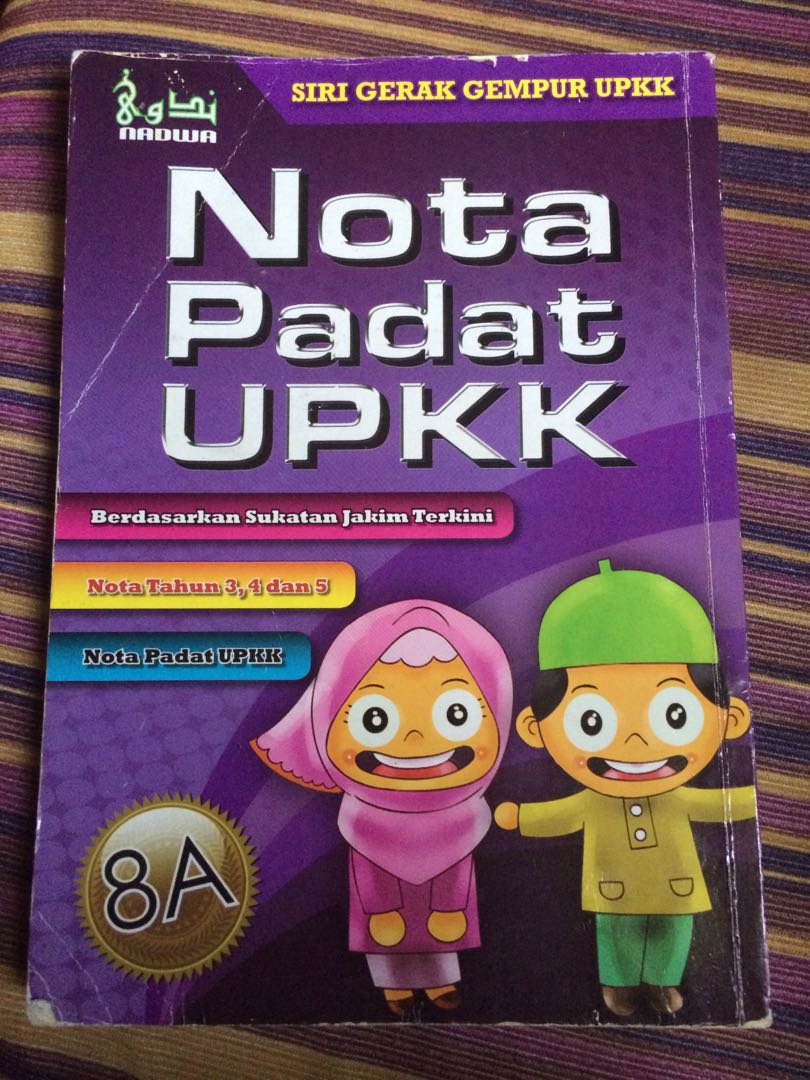 ندوة
NADWA
SIRI GERAK GEMPUR UPKK
Nota
Padat
UPKK
Berdasarkan Sukatan Jakim Terkini
Nota Tahun 3, 4 dan 5
Nota Padat UPKK
8A